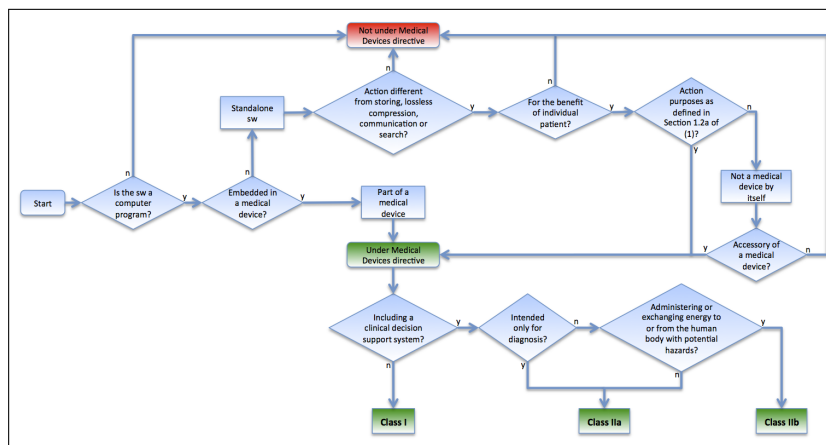 Not under Medical
Devices directive
n
n
n
n
Standalone
sw
Action different
from storing, lossless
compression,
communication or
search?
y
For the benefit
of individual
patient?
y
Action
purposes as
defined in
Section 1.2a of
(1)?
n
y
n
n
Not a medical
device by
itself
Start
Is the sw a
computer
program?
y
Embedded in
a medical
device?
y
Part of a
medical
device
Under Medical
Devices directive
y
Accessory of
a medical
device?
n
Including a
clinical decision
support system?
y
Intended
only for
diagnosis?
n
Administering or
exchanging energy to
or from the human
body with potential
hazards?
y
n
y
n
Class I
Class IIa
Class IIb